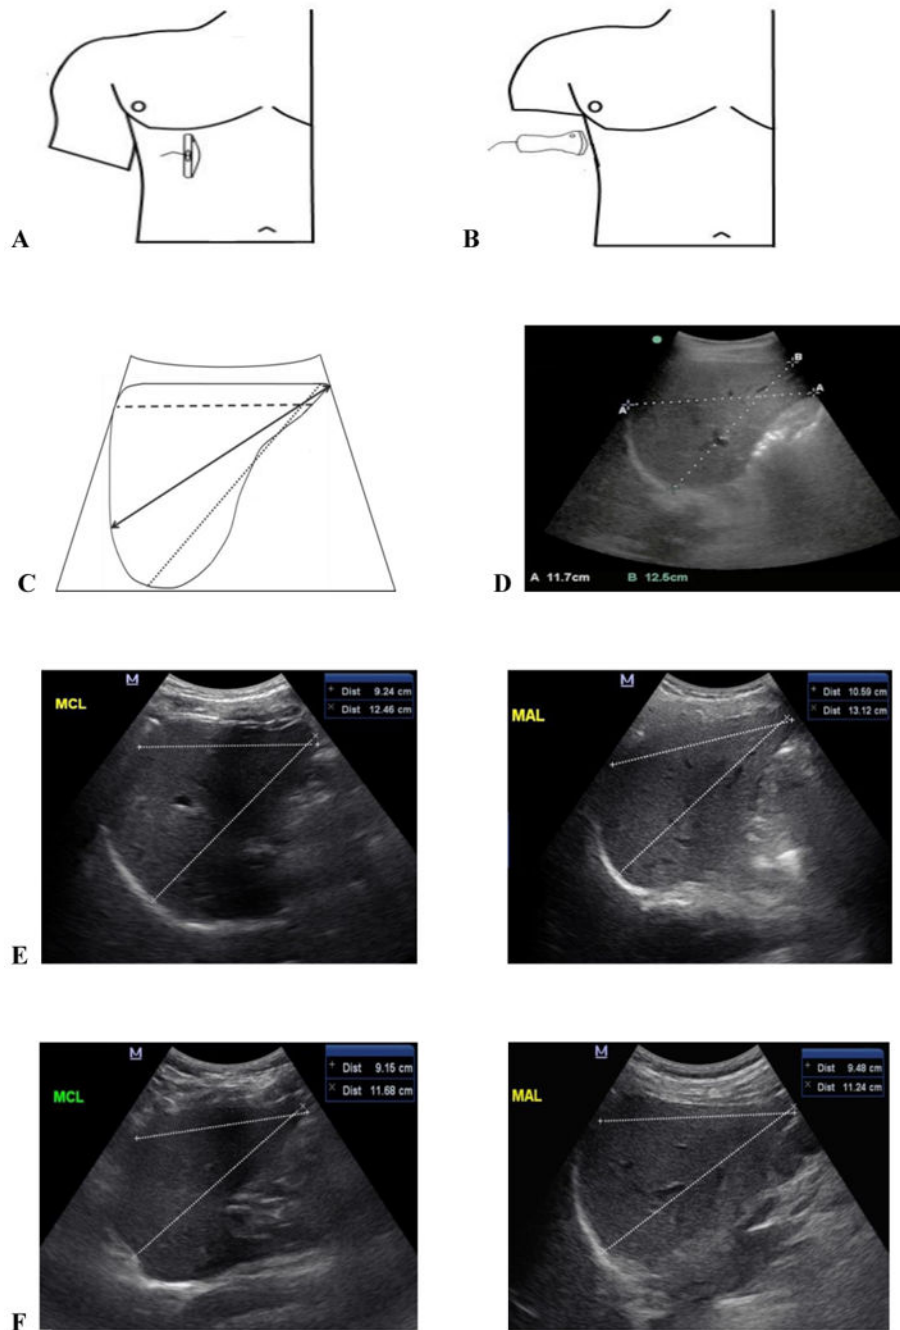 A
B
C
D
B
A
A
A 11.7cm B 12.5cm
E
M
MCL
+ Dist 9.24 cm
× Dist 12.46 cm
M
MAL
+ Dist 10.59 cm
× Dist 13.12 cm
F
M
MCL
+ Dist 9.15 cm
× Dist 11.68 cm
M
MAL
+ Dist 9.48 cm
× Dist 11.24 cm